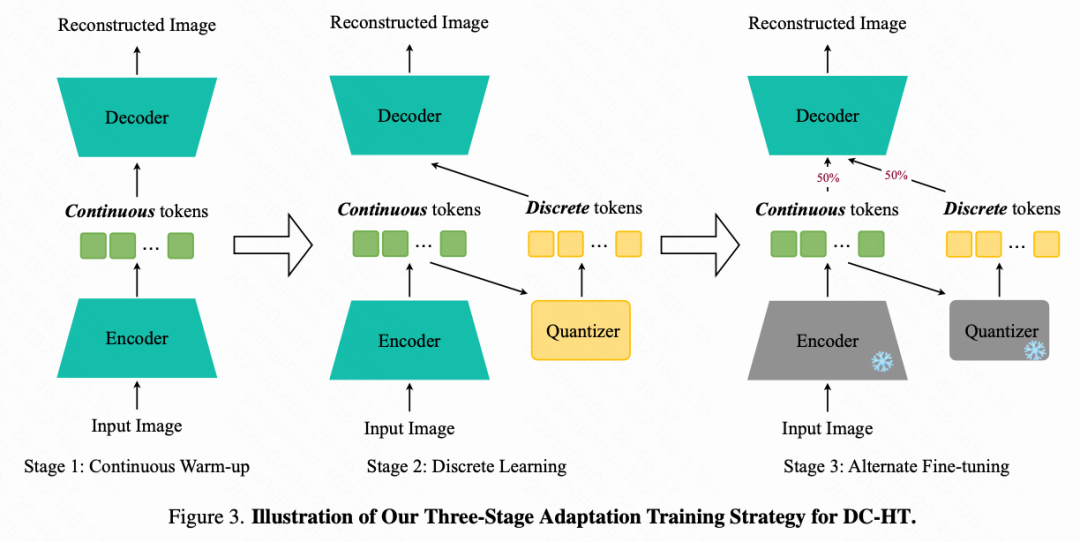 Reconstructed Image
Decoder
Continuous tokens
...
Encoder
Input Image
Stage 1: Continuous Warm-up
Reconstructed Image
Decoder
Continuous tokens
Discrete tokens
...
...
Encoder
Quantizer
Input Image
Stage 2: Discrete Learning
Reconstructed Image
Decoder
50%
50%
Continuous tokens
Discrete tokens
...
...
Encoder
Quantizer
Input Image
Stage 3: Alternate Fine-tuning
Figure 3. Illustration of Our Three-Stage Adaptation Training Strategy for DC-HT.